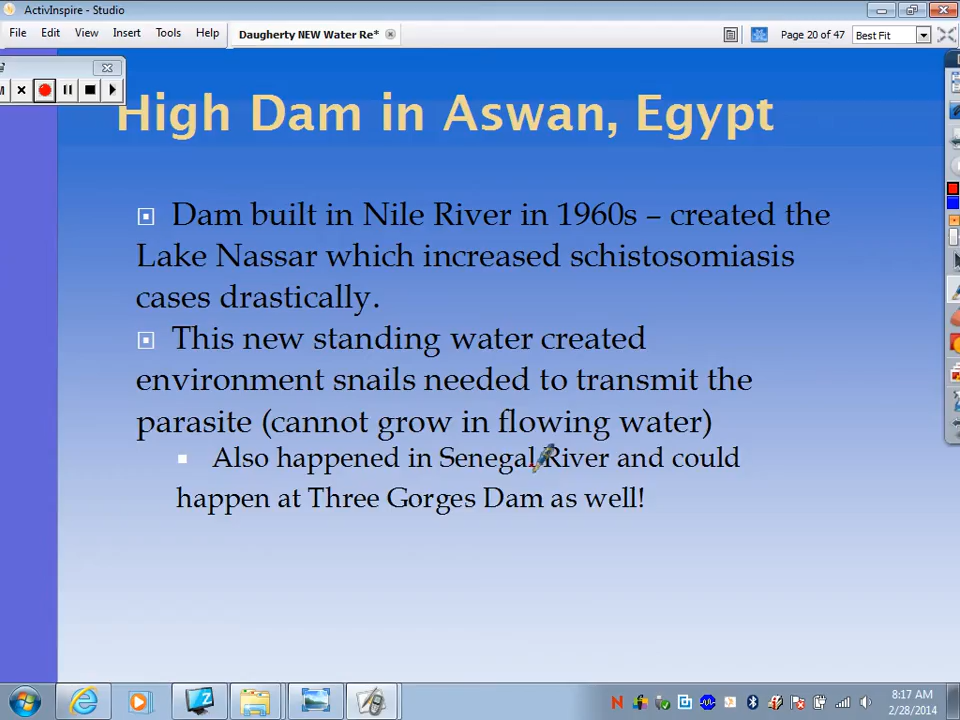 ActivInspire - Studio
File Edit View Insert Tools Help Daugherty NEW Water Re* Page 20 of 47 Best Fit
High Dam in Aswan, Egypt
Dam built in Nile River in 1960s – created the
Lake Nassar which increased schistosomiasis
cases drastically.
This new standing water created
environment snails needed to transmit the
parasite (cannot grow in flowing water)
Also happened in Senegal River and could
happen at Three Gorges Dam as well!
8:17 AM
2/28/2014